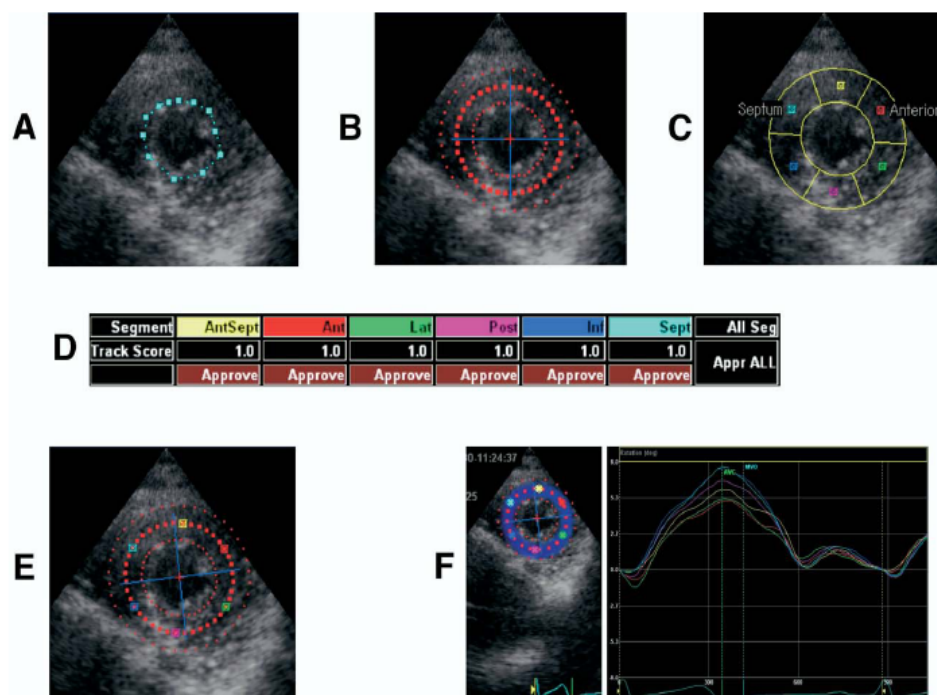 A
B
C
Septum
Anterior
D
Segment AntSept Ant Lat Post Inf Sept All Seg
Track Score 1.0 1.0 1.0 1.0 1.0 1.0 Appr ALL
Approve Approve Approve Approve Approve Approve
E
F
0-11:24:37
25
Rotation (deg)
AVC
MVO